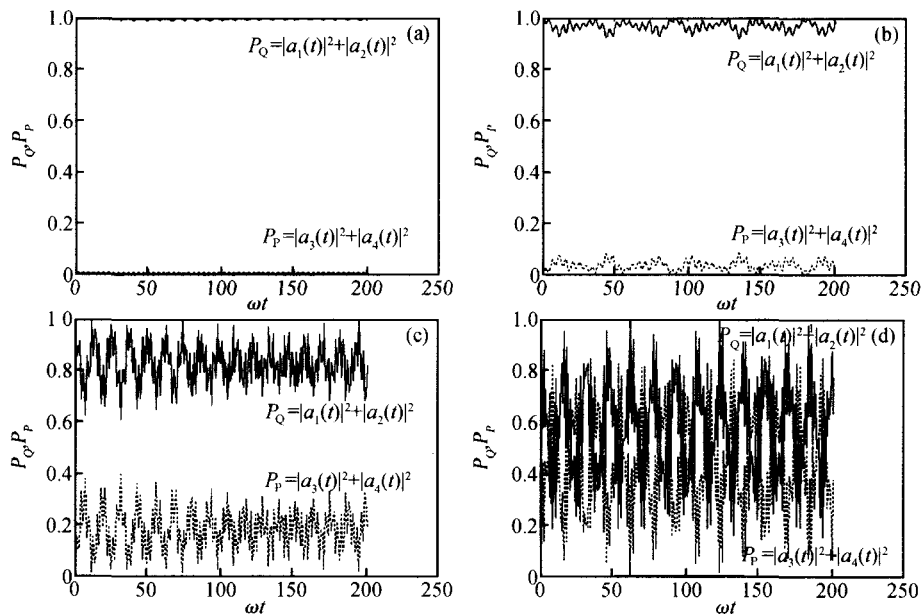 1.0
0.8
0.6
0.4
0.2
0
P_Q,P_P
(a)
P_Q=|a_1(t)|^2+|a_2(t)|^2
P_P=|a_3(t)|^2+|a_4(t)|^2
0 50 100 150 200 250
ωt
1.0
0.8
0.6
0.4
0.2
0
P_Q,P_P
(b)
P_Q=|a_1(t)|^2+|a_2(t)|^2
P_P=|a_3(t)|^2+|a_4(t)|^2
0 50 100 150 200 250
ωt
1.0
0.8
0.6
0.4
0.2
0
P_Q,P_P
(c)
P_Q=|a_1(t)|^2+|a_2(t)|^2
P_P=|a_3(t)|^2+|a_4(t)|^2
0 50 100 150 200 250
ωt
1.0
0.8
0.6
0.4
0.2
0
P_Q,P_P
P_Q=|a_1(t)|^2+|a_2(t)|^2 (d)
P_P=|a_3(t)|^2+|a_4(t)|^2
0 50 100 150 200 250
ωt